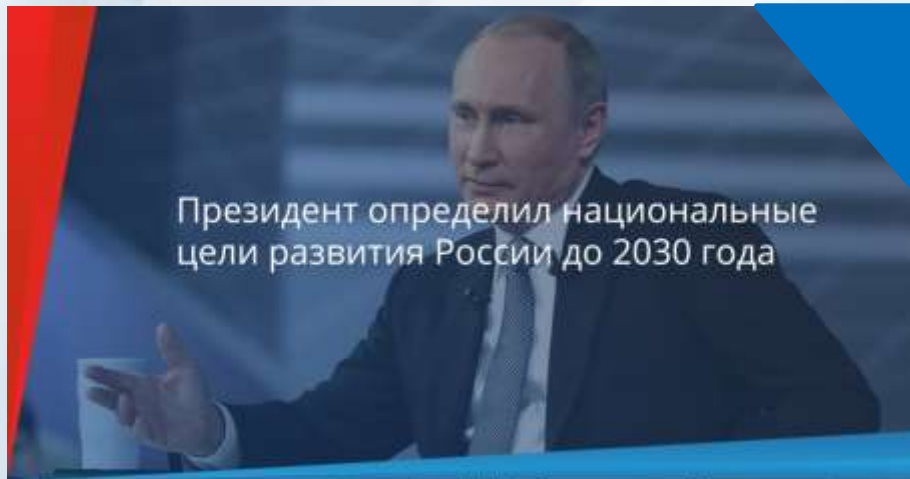 Президент определил национальные
цели развития России до 2030 года